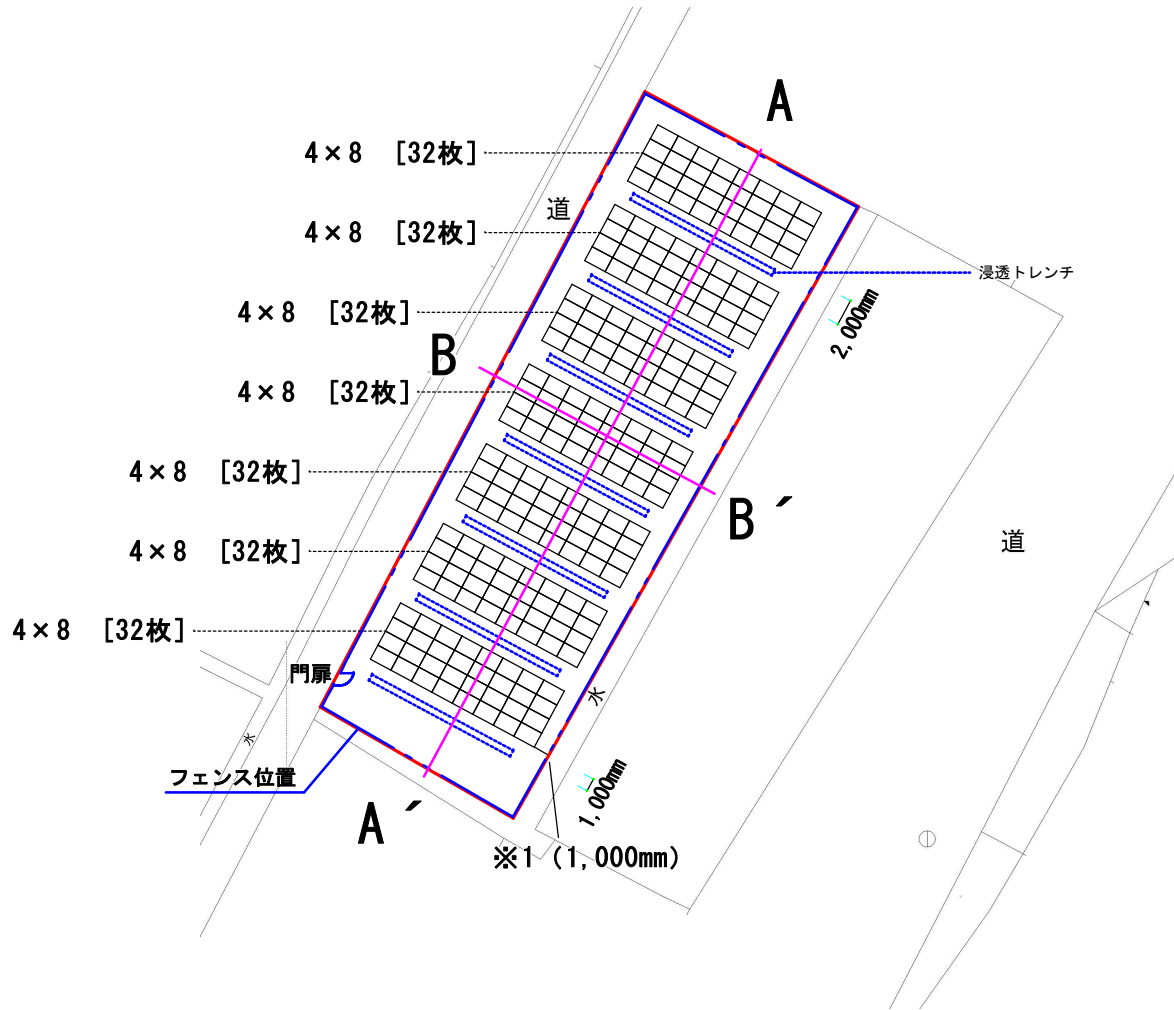 A
4×8 [32枚]
道
4×8 [32枚]
浸透トレンチ
4×8 [32枚]
2,000mm
B
4×8 [32枚]
4×8 [32枚]
B´
道
4×8 [32枚]
4×8 [32枚]
門扉
水
水
フェンス位置
1,000mm
A´
※1 (1,000mm)